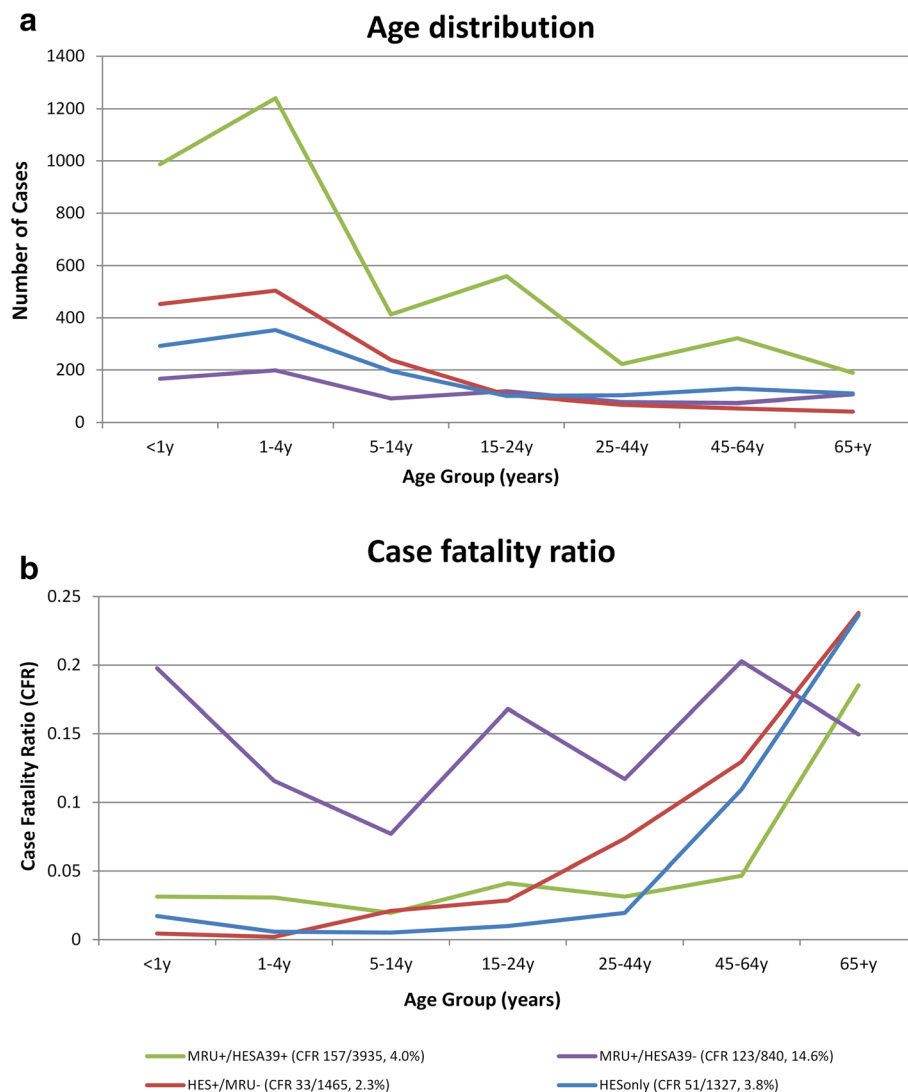 a
Age distribution
1400
1200
1000
800
600
400
200
0
Number of Cases
<1y 1-4y 5-14y 15-24y 25-44y 45-64y 65+y
Age Group (years)
b
Case fatality ratio
0.25
0.2
0.15
0.1
0.05
0
Case Fatality Ratio (CFR)
<1y 1-4y 5-14y 15-24y 25-44y 45-64y 65+y
Age Group (years)
MRU+/HESA39+ (CFR 157/3935, 4.0%) MRU+/HESA39- (CFR 123/840, 14.6%)
HES+/MRU- (CFR 33/1465, 2.3%) HESonly (CFR 51/1327, 3.8%)